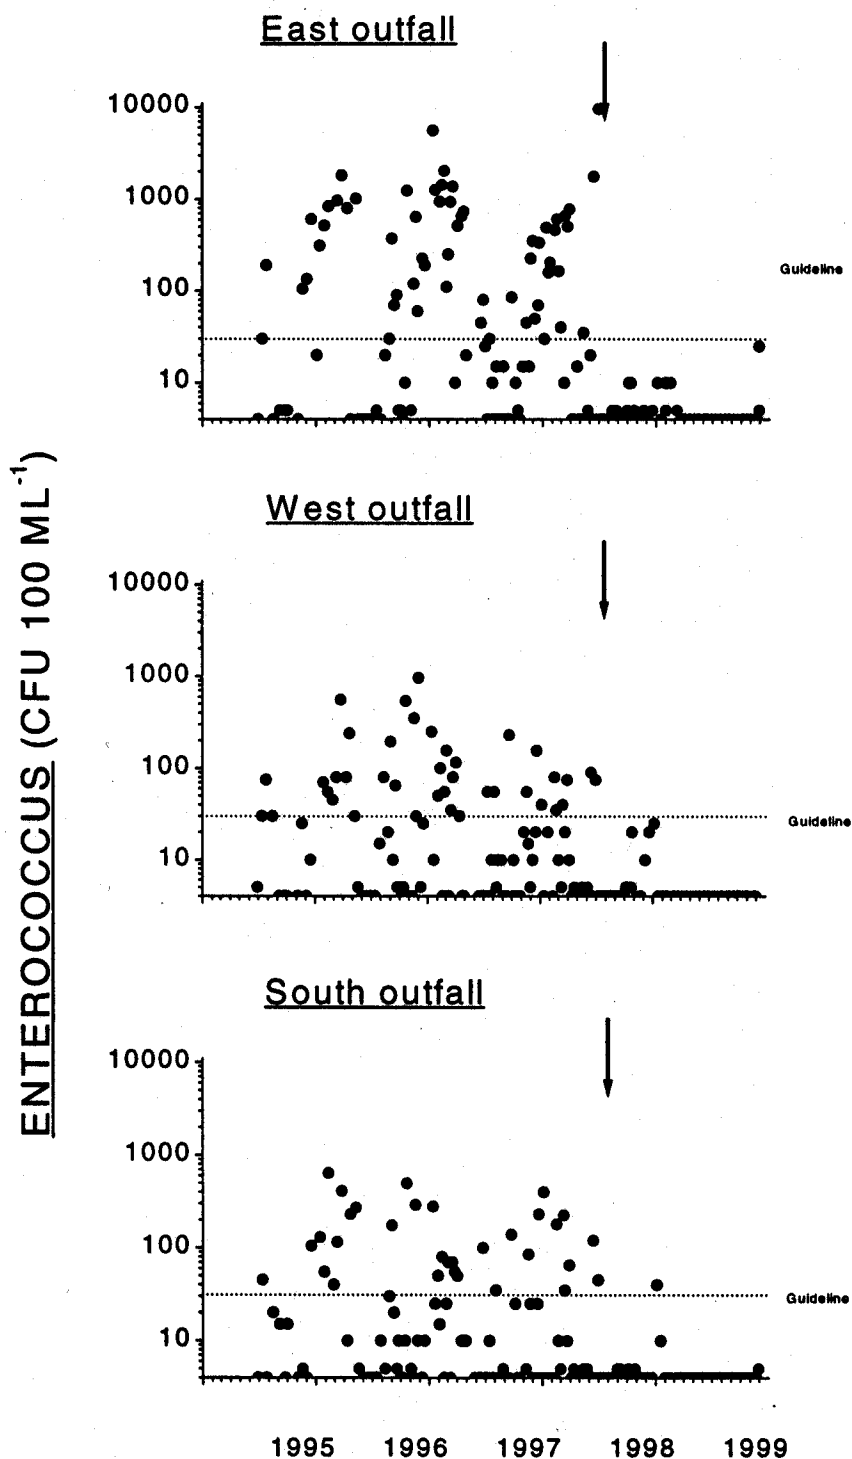 East outfall
10000
1000
100
10
Guideline
West outfall
10000
1000
100
10
Guideline
ENTEROCOCCUS (CFU 100 ML-1)
South outfall
10000
1000
100
10
Guideline
1995 1996 1997 1998 1999